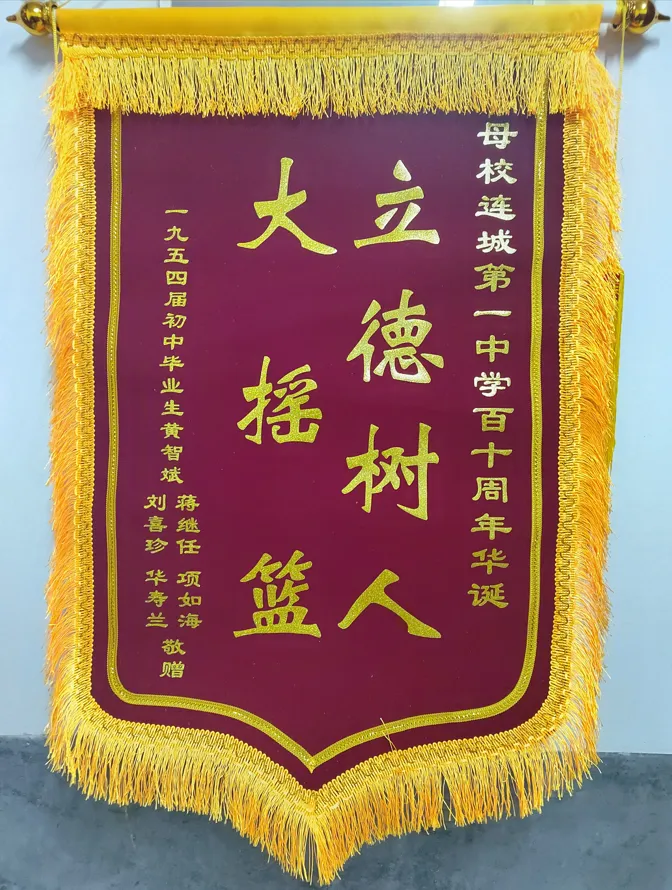 母校连城第一中学百十周年华诞
立德树人
大摇篮
一九五四届初中毕业生黄智斌
蒋继任 项如海
刘喜珍 华寿兰
敬赠